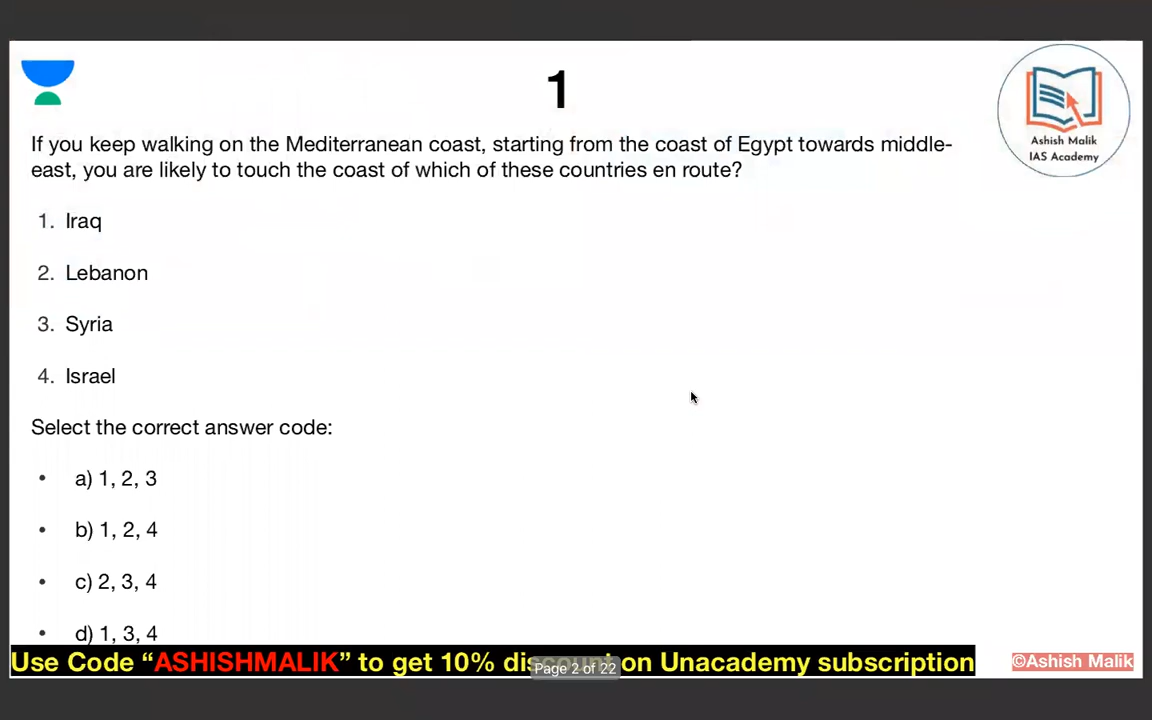 1
Ashish Malik
IAS Academy
If you keep walking on the Mediterranean coast, starting from the coast of Egypt towards middle-
east, you are likely to touch the coast of which of these countries en route?
1. Iraq
2. Lebanon
3. Syria
4. Israel
Select the correct answer code:
• a) 1, 2, 3
• b) 1, 2, 4
• c) 2, 3, 4
• d) 1, 3, 4
Use Code “ASHISHMALIK” to get 10% discount on Unacademy subscription
Page 2 of 22
©Ashish Malik